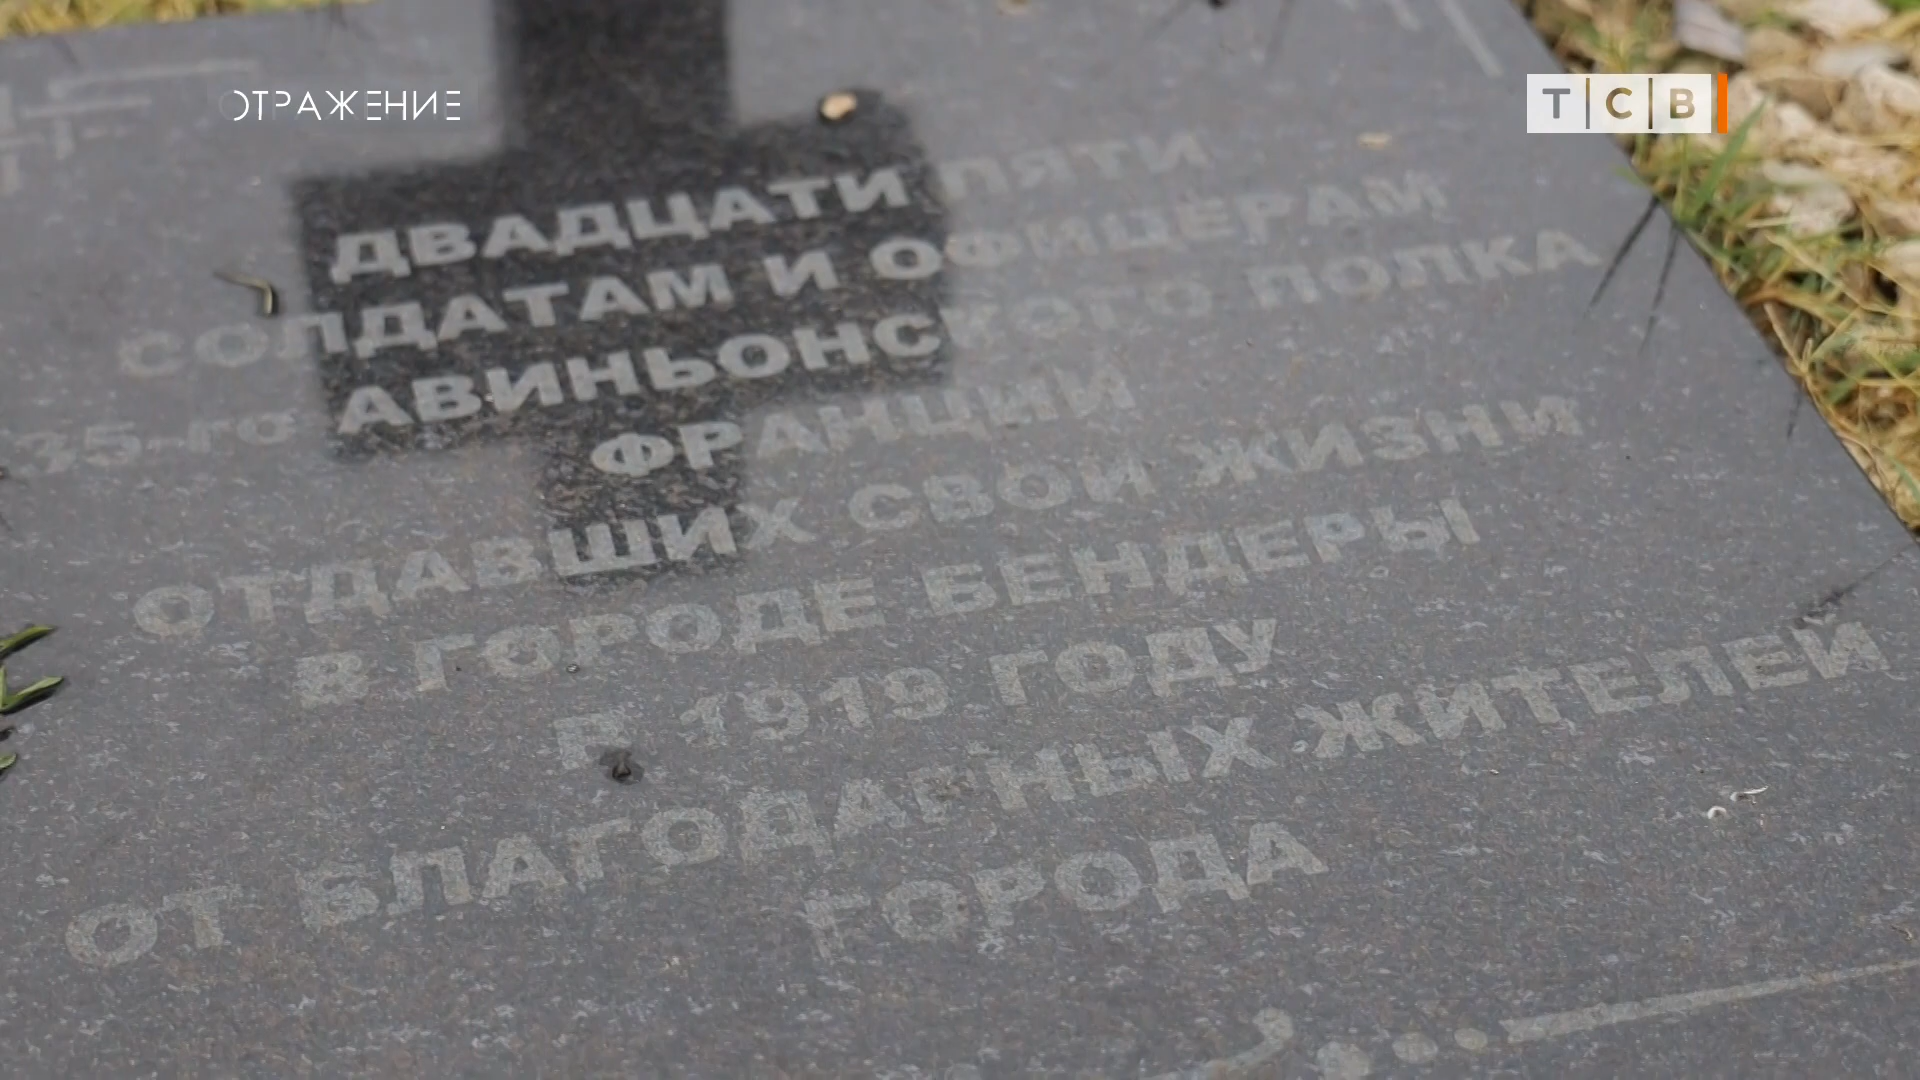 ОТРАЖЕНИЕ
ТСВ
ДВАДЦАТИ ПЯТИ
СОЛДАТАМ И ОФИЦЕРАМ
35-го АВИНЬОНСКОГО ПОЛКА
ФРАНЦИИ
ОТДАВШИХ СВОИ ЖИЗНИ
В ГОРОДЕ БЕНДЕРЫ
В 1919 ГОДУ
ОТ БЛАГОДАРНЫХ ЖИТЕЛЕЙ
ГОРОДА